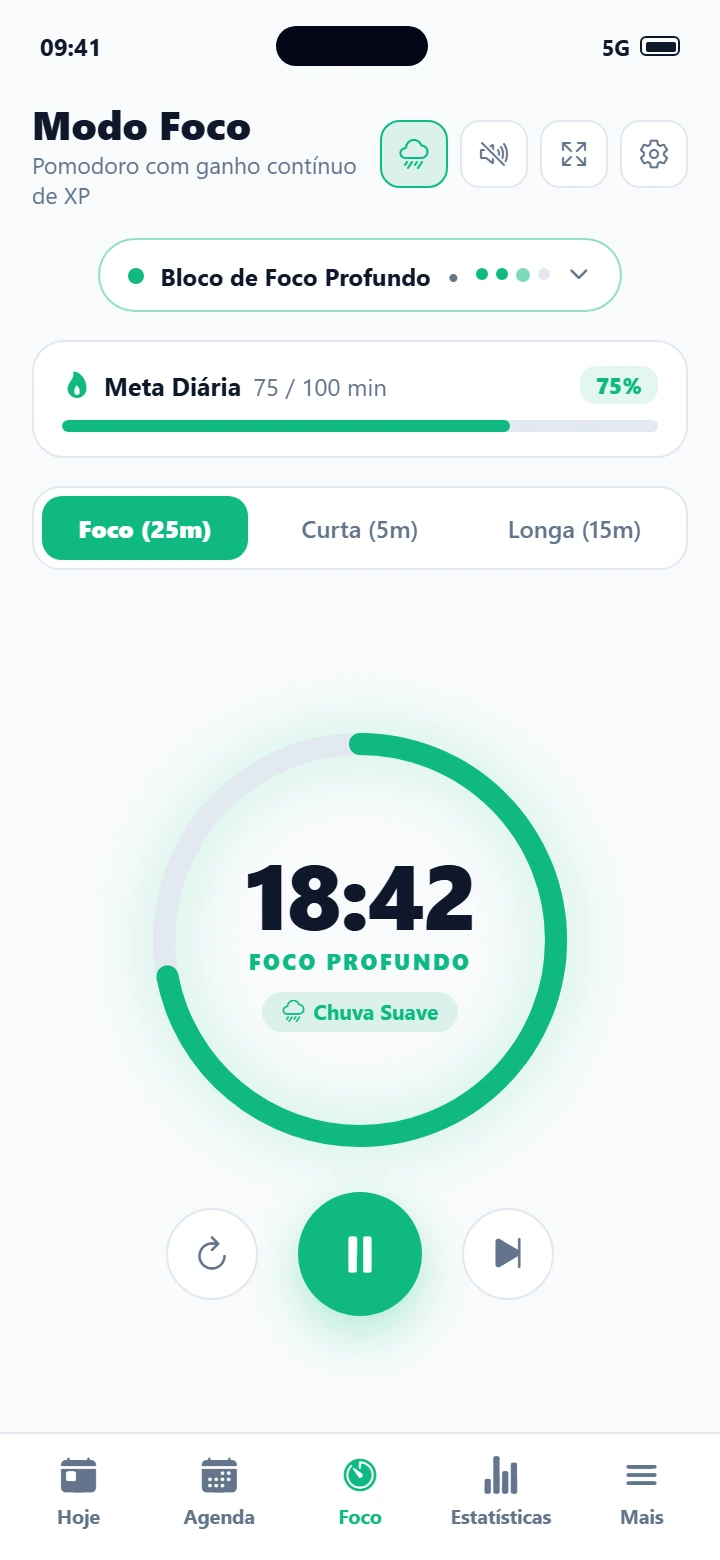 09:41
5G
Modo Foco
Pomodoro com ganho contínuo
de XP
Bloco de Foco Profundo •
Meta Diária 75 / 100 min
75%
Foco (25m)
Curta (5m)
Longa (15m)
18:42
FOCO PROFUNDO
Chuva Suave
Hoje
Agenda
Foco
Estatísticas
Mais